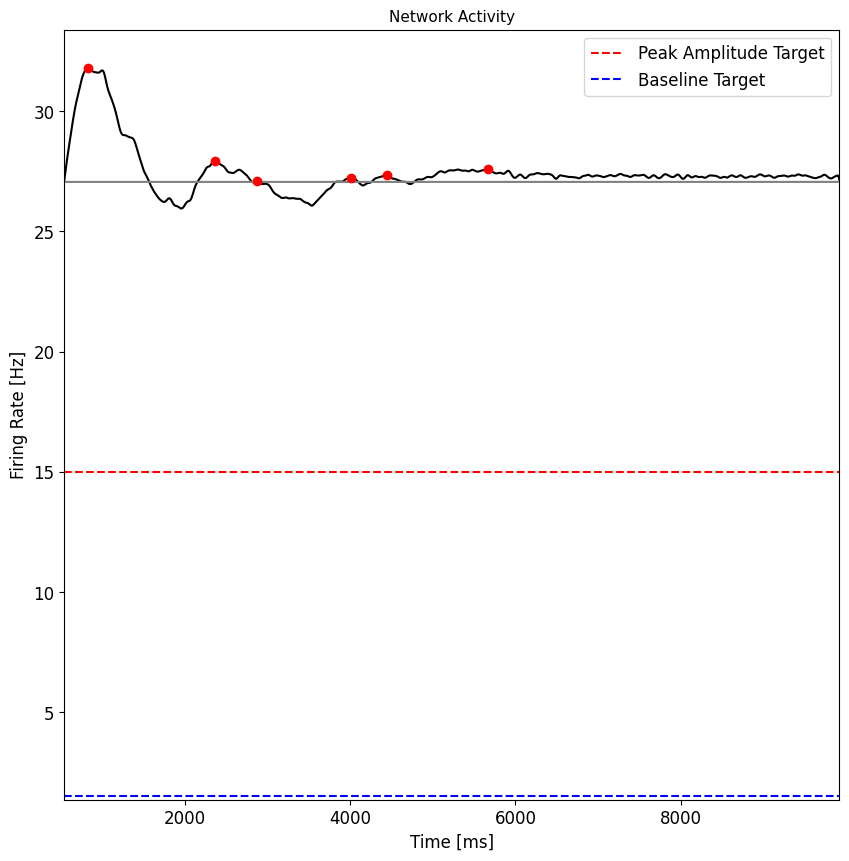 Network Activity
Peak Amplitude Target
Baseline Target
Firing Rate [Hz]
30
25
20
15
10
5
2000 4000 6000 8000
Time [ms]